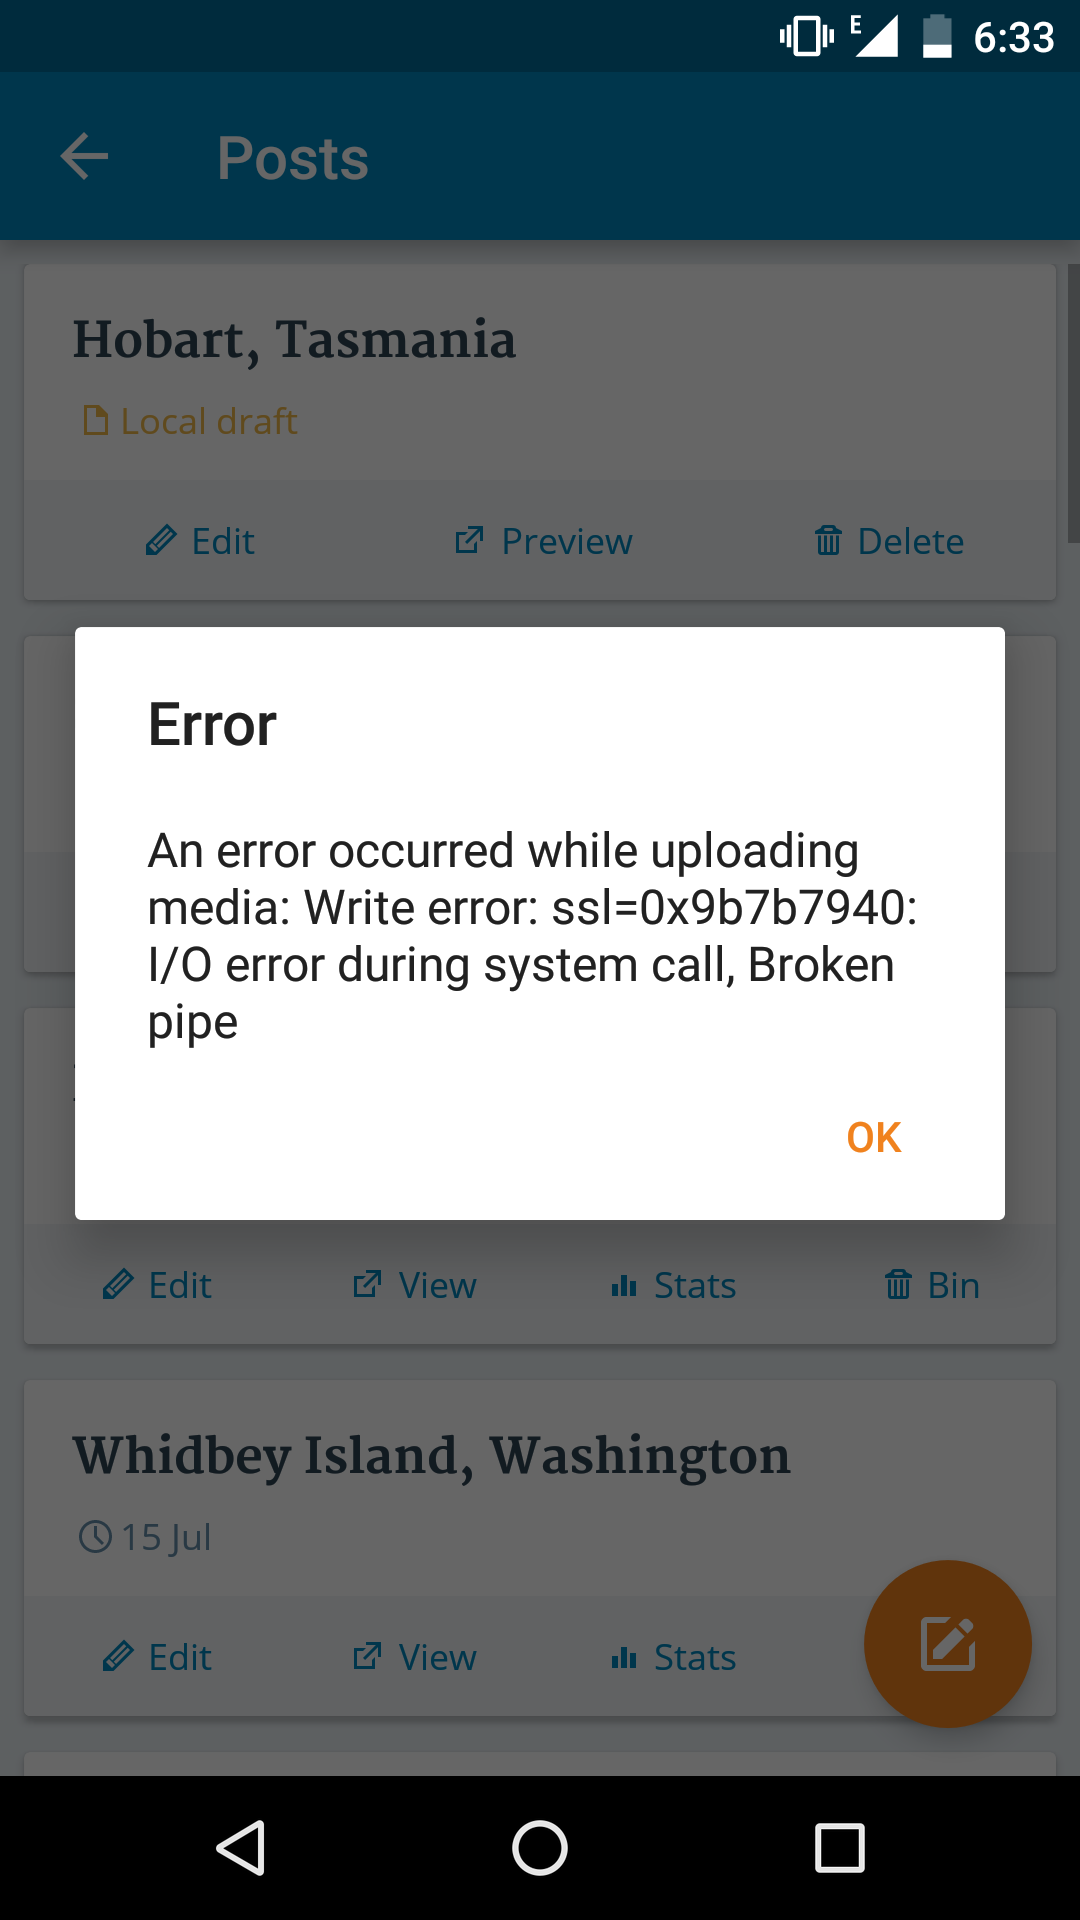 E 6:33
Posts
Hobart, Tasmania
Local draft
Edit Preview Delete
Error
An error occurred while uploading
media: Write error: ssl=0x9b7b7940:
I/O error during system call, Broken
pipe
OK
Edit View Stats Bin
Whidbey Island, Washington
15 Jul
Edit View Stats